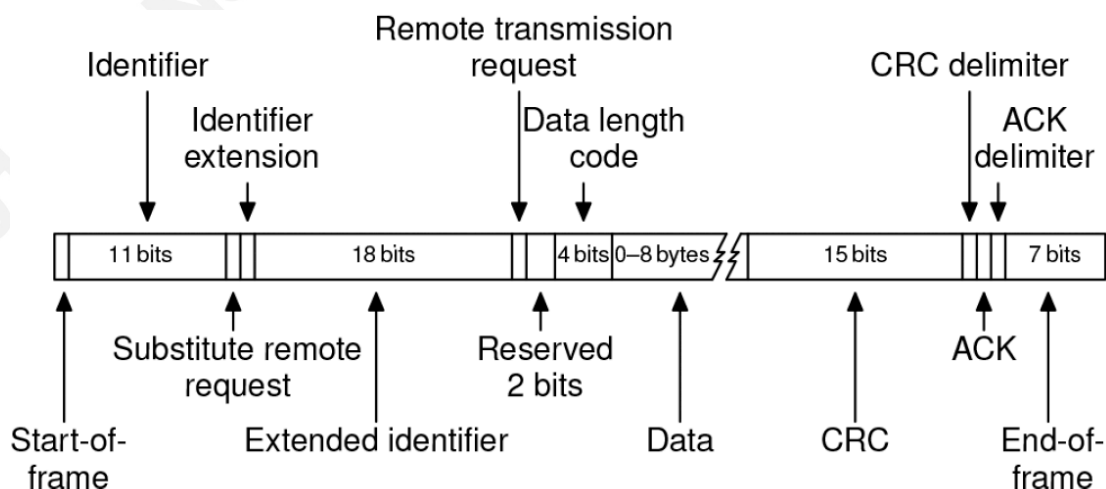 Remote transmission
request
Identifier
CRC delimiter
Identifier
extension
Data length
code
ACK
delimiter
11 bits
18 bits
4 bits
0–8 bytes
15 bits
7 bits
Substitute remote
request
Reserved
2 bits
ACK
Start-of-
frame
Extended identifier
Data
CRC
End-of-
frame